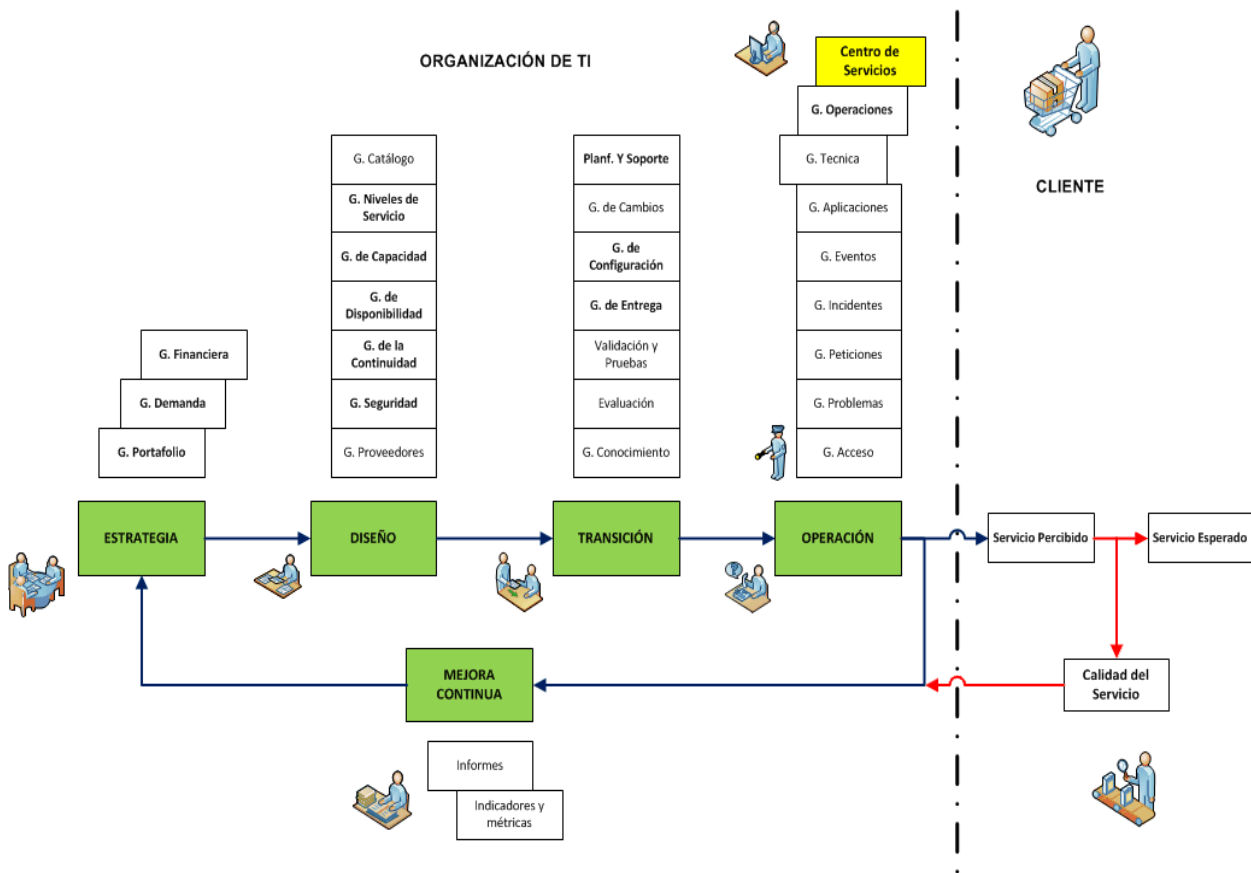 ORGANIZACIÓN DE TI
Centro de
Servicios
G. Operaciones
G. Catálogo
Planf. Y Soporte
G. Tecnica
CLIENTE
G. Niveles de
Servicio
G. de Cambios
G. Aplicaciones
G. de Capacidad
G. de
Configuración
G. Eventos
G. de
Disponibilidad
G. de Entrega
G. Incidentes
G. Financiera
G. de la
Continuidad
Validación y
Pruebas
G. Peticiones
G. Demanda
G. Seguridad
Evaluación
G. Problemas
G. Portafolio
G. Proveedores
G. Conocimiento
G. Acceso
ESTRATEGIA
DISEÑO
TRANSICIÓN
OPERACIÓN
Servicio Percibido
Servicio Esperado
MEJORA
CONTINUA
Calidad del
Servicio
Informes
Indicadores y
métricas